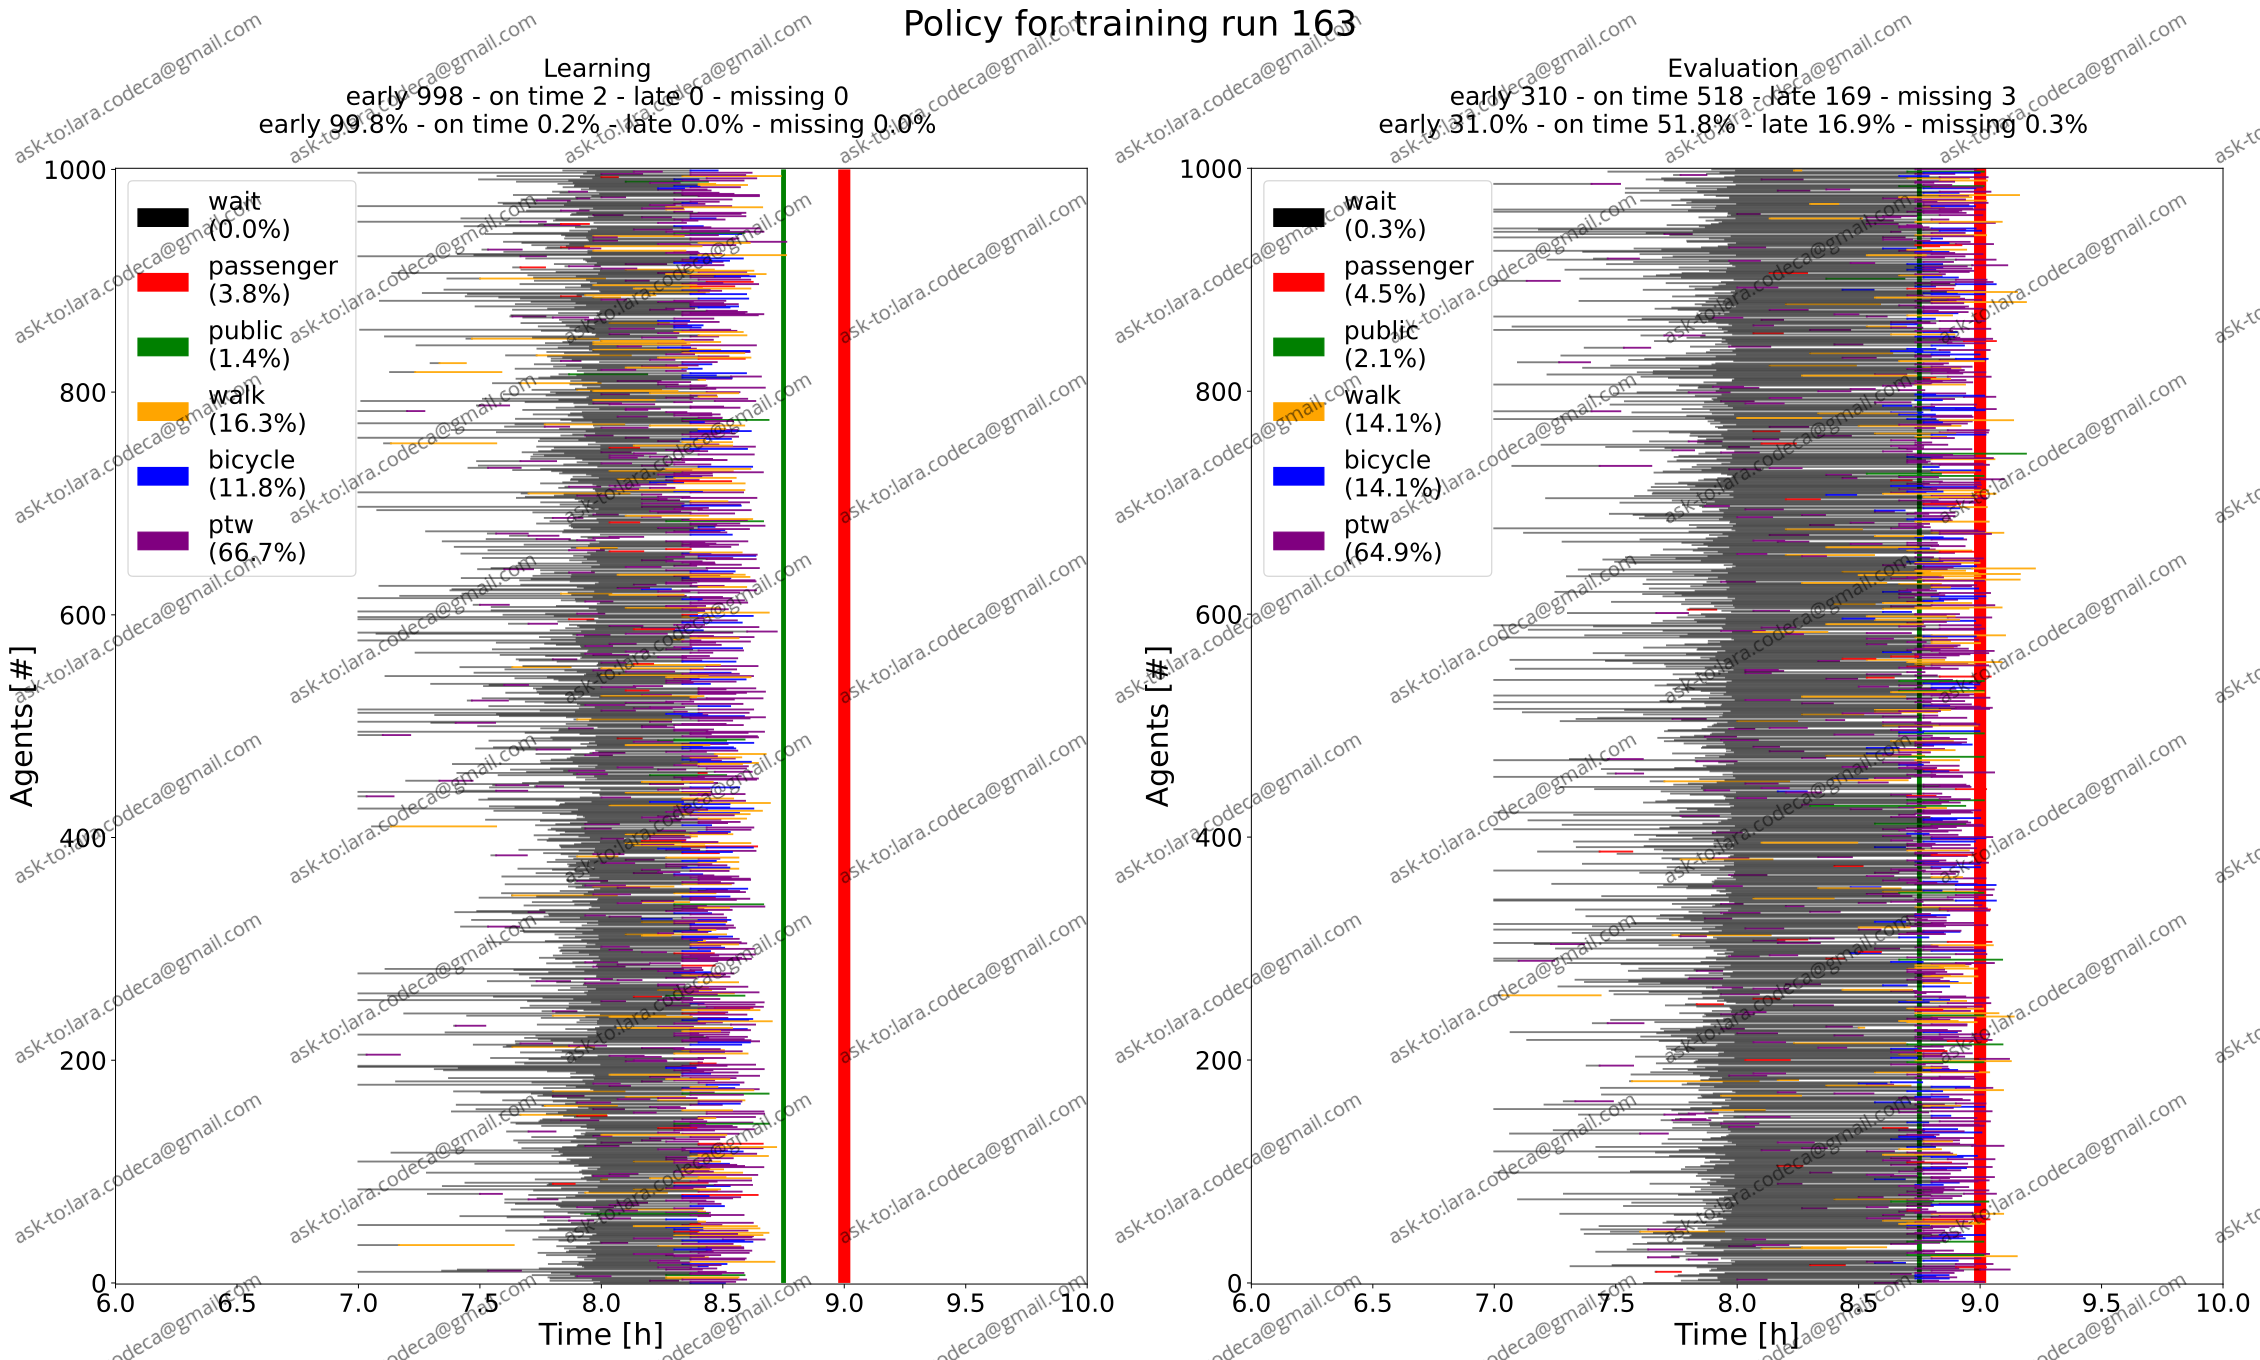 Policy for training run 163
Learning
early 998 - on time 2 - late 0 - missing 0
early 99.8% - on time 0.2% - late 0.0% - missing 0.0%
1000
800
600
400
200
0
Agents [#]
wait
(0.0%)
passenger
(3.8%)
public
(1.4%)
walk
(16.3%)
bicycle
(11.8%)
ptw
(66.7%)
6.0 6.5 7.0 7.5 8.0 8.5 9.0 9.5 10.0
Time [h]
Evaluation
early 310 - on time 518 - late 169 - missing 3
early 31.0% - on time 51.8% - late 16.9% - missing 0.3%
1000
800
600
400
200
0
Agents [#]
wait
(0.3%)
passenger
(4.5%)
public
(2.1%)
walk
(14.1%)
bicycle
(14.1%)
ptw
(64.9%)
6.0 6.5 7.0 7.5 8.0 8.5 9.0 9.5 10.0
Time [h]
ask-to:lara.codeca@gmail.com